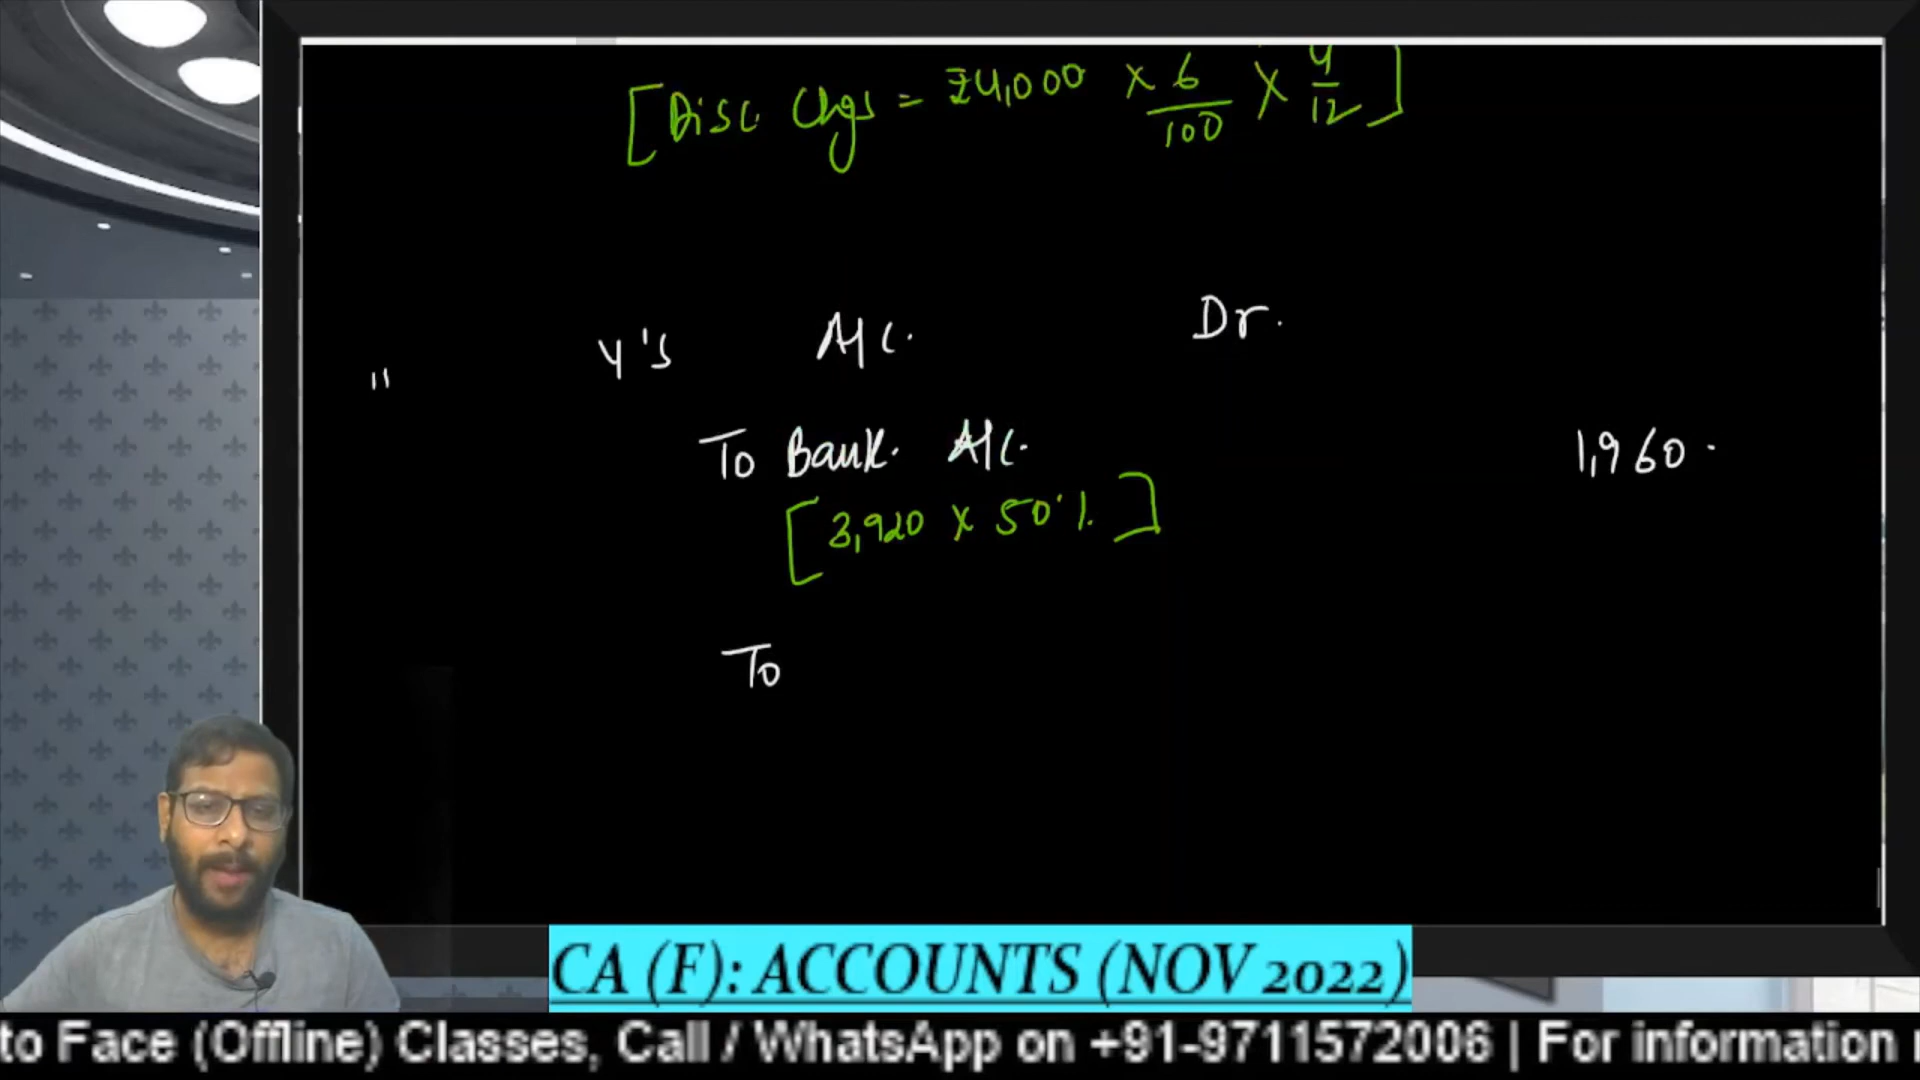 [Disc. Chgs = ₹4,000 × 6/100 × 4/12]
" Y's A/c. Dr.
To Bank. A/c. 1,960.
[3,920 × 50%]
To
CA (F): ACCOUNTS (NOV 2022)
to Face (Offline) Classes, Call / WhatsApp on +91-9711572006 | For information